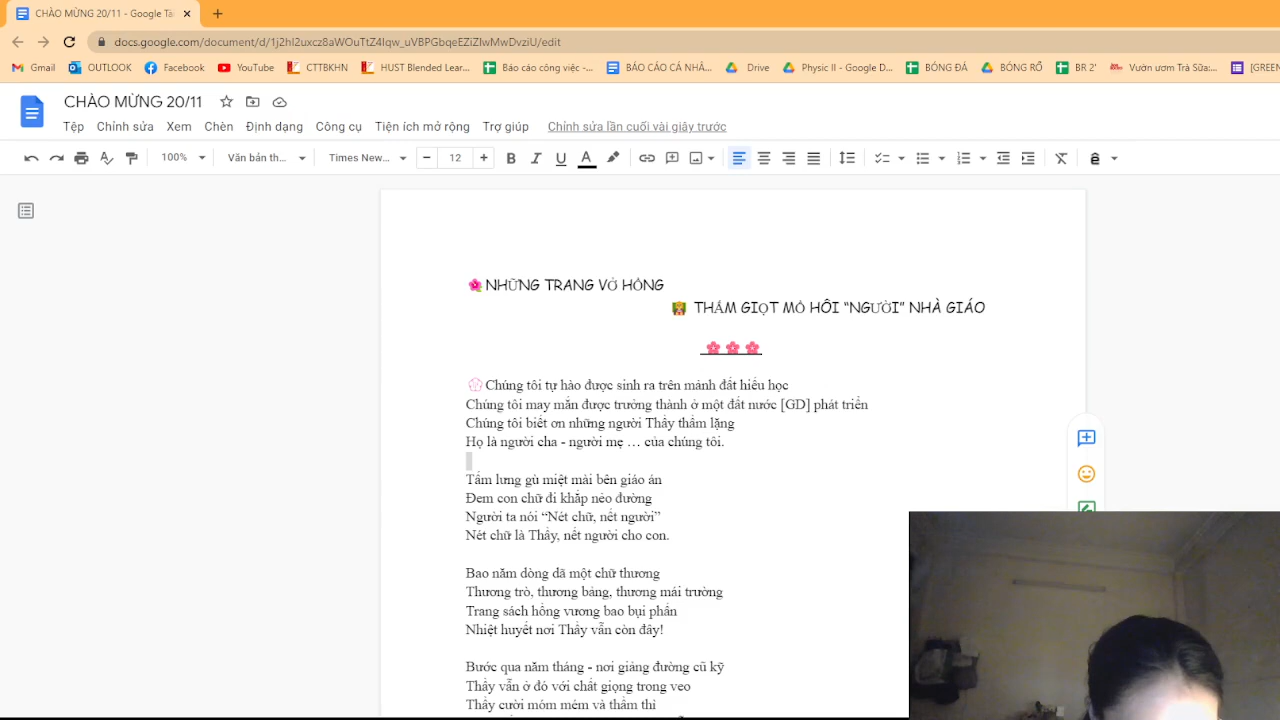 CHÀO MỪNG 20/11 - Google Tà
docs.google.com/document/d/1j2hI2uxcz8aWOuTtZ4Iqw_uVBPGbqeEZiZIwMwDvziU/edit
Gmail OUTLOOK Facebook YouTube CTTBKHN HUST Blended Lear... Báo cáo công việc -... BÁO CÁO CÁ NHÂ... Drive Physic II - Google D... BÓNG ĐÁ BÓNG RỔ BR 2' Vườn ươm Trà Sữa:... [GREEN
CHÀO MỪNG 20/11
Tệp Chỉnh sửa Xem Chèn Định dạng Công cụ Tiện ích mở rộng Trợ giúp Chỉnh sửa lần cuối vài giây trước
100% Văn bản th... Times New... 12 B I U A ê
🌺 NHỮNG TRANG VỞ HỒNG
THẤM GIỌT MỒ HÔI “NGƯỜI” NHÀ GIÁO
🌸🌸🌸
Chúng tôi tự hào được sinh ra trên mảnh đất hiếu học
Chúng tôi may mắn được trưởng thành ở một đất nước [GD] phát triển
Chúng tôi biết ơn những người Thầy thầm lặng
Họ là người cha - người mẹ … của chúng tôi.
Tấm lưng gù miệt mài bên giáo án
Đem con chữ đi khắp nẻo đường
Người ta nói “Nét chữ, nết người”
Nét chữ là Thầy, nết người cho con.
Bao năm dòng dã một chữ thương
Thương trò, thương bảng, thương mái trường
Trang sách hồng vương bao bụi phấn
Nhiệt huyết nơi Thầy vẫn còn đây!
Bước qua năm tháng - nơi giảng đường cũ kỹ
Thầy vẫn ở đó với chất giọng trong veo
Thầy cười móm mém và thầm thì